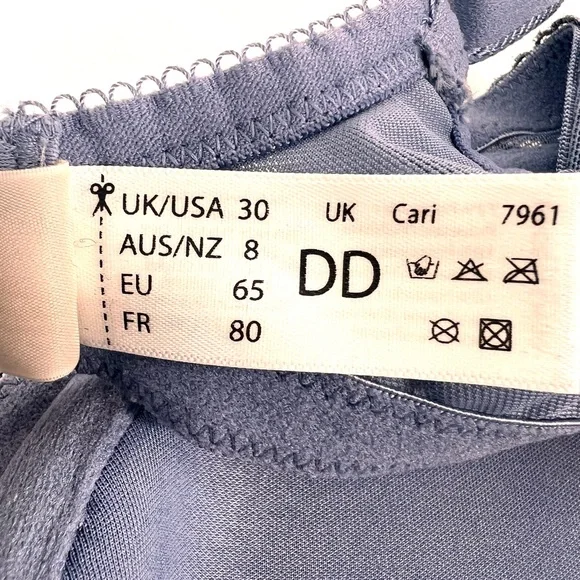 UK/USA 30 UK Cari 7961
AUS/NZ 8 DD
EU 65
FR 80